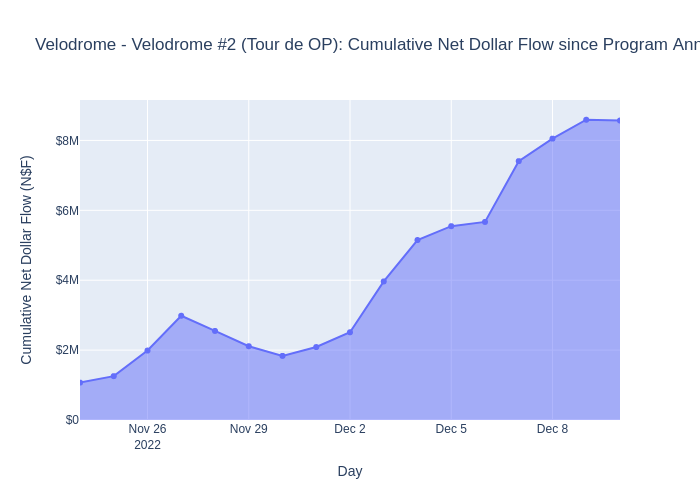 Velodrome - Velodrome #2 (Tour de OP): Cumulative Net Dollar Flow since Program Ann
Cumulative Net Dollar Flow (N$F)
$8M
$6M
$4M
$2M
$0
Nov 26
2022
Nov 29
Dec 2
Dec 5
Dec 8
Day